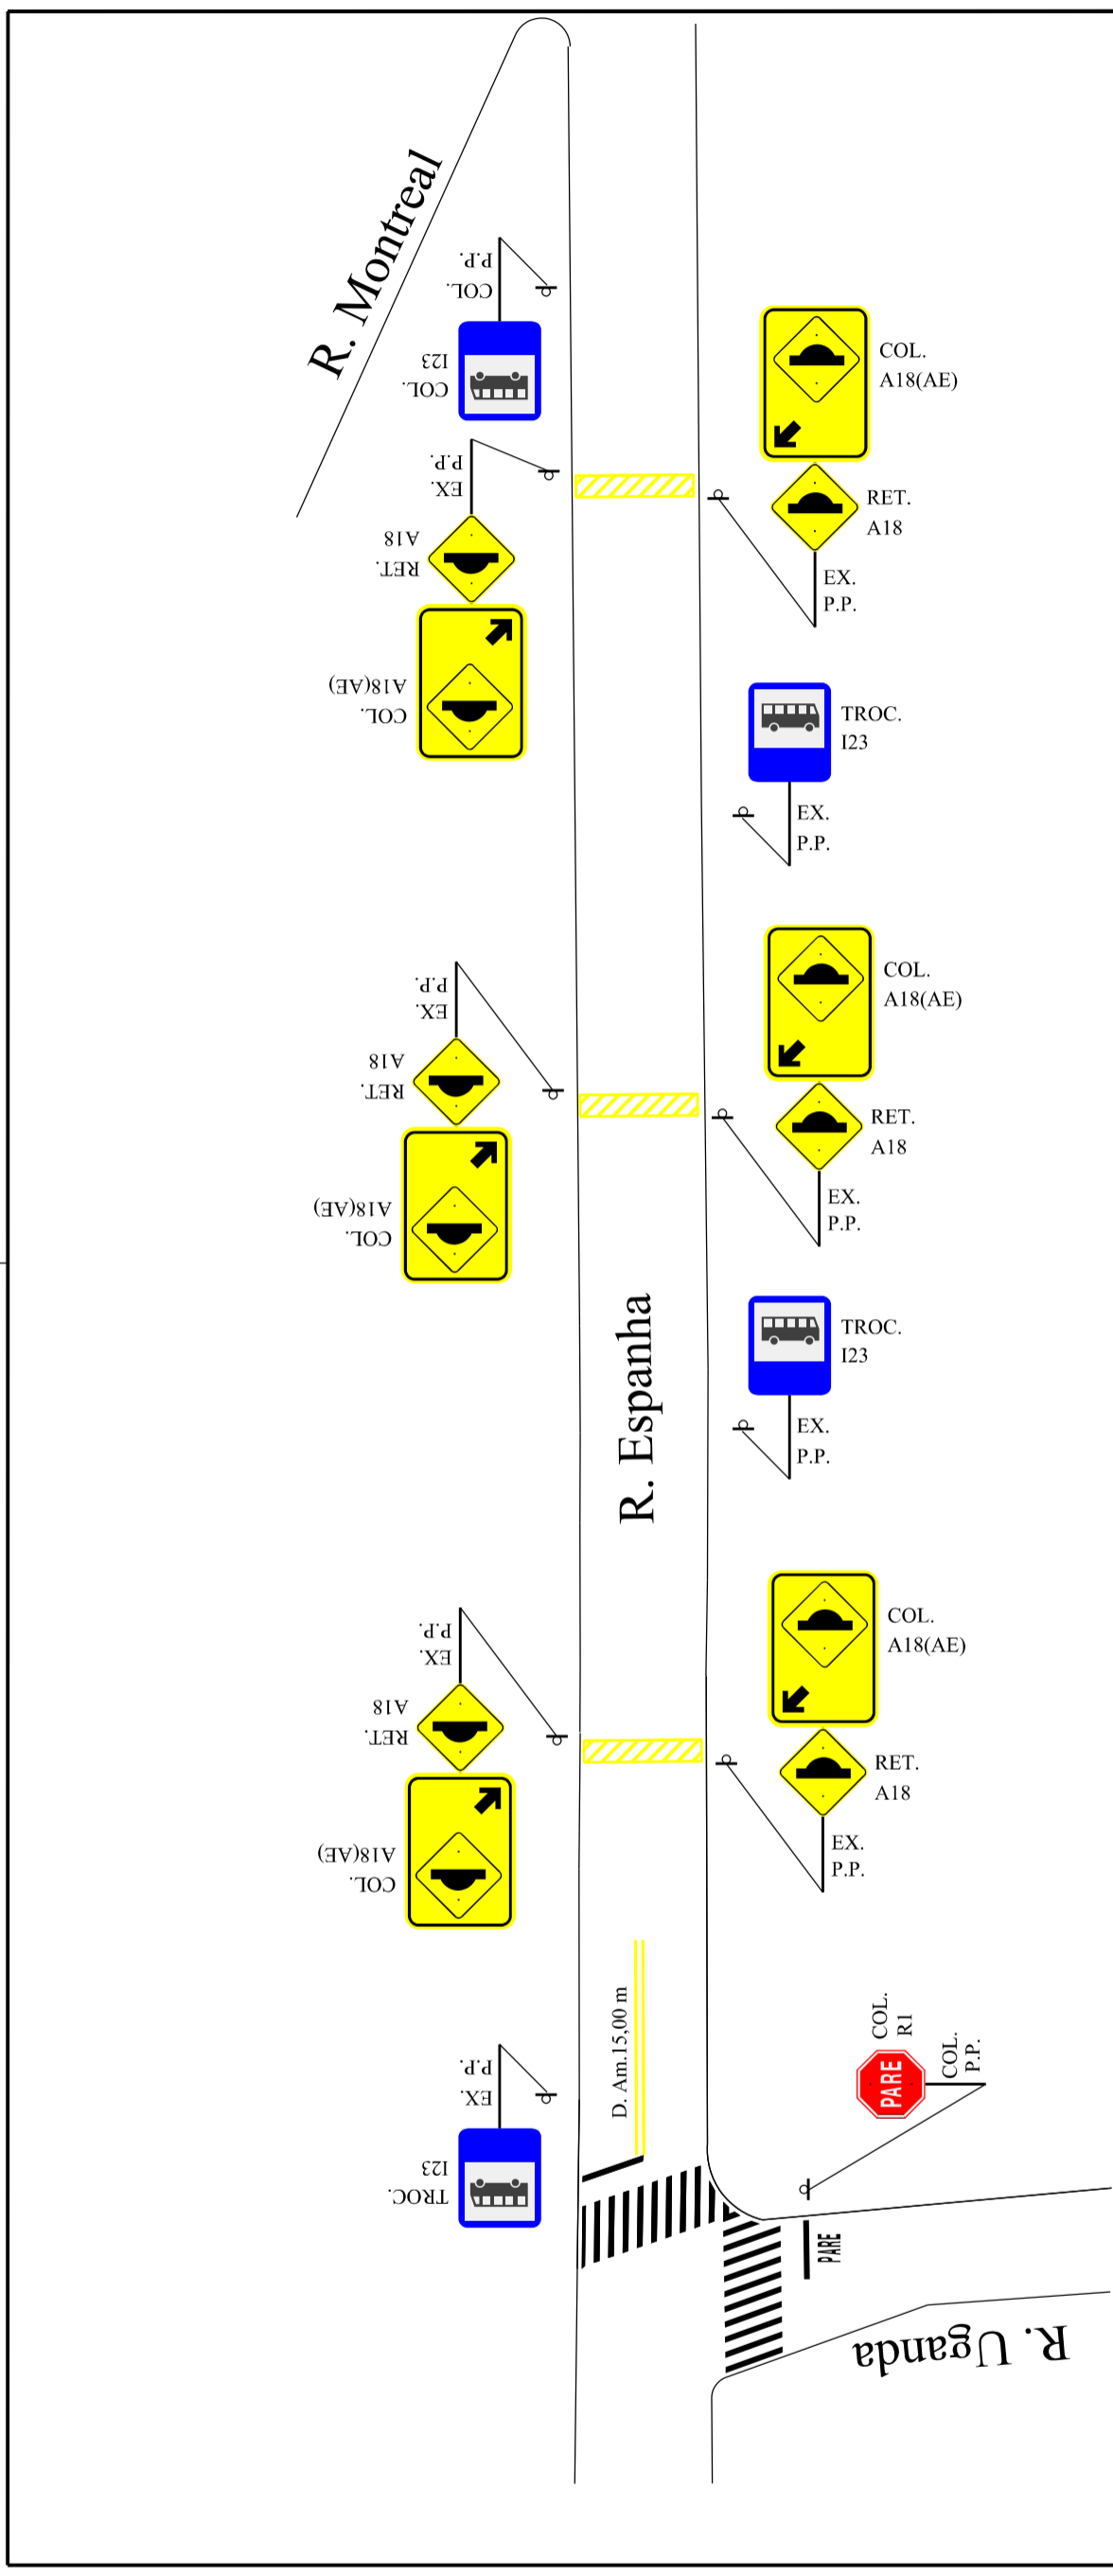 R. Montreal
P.P.
COL.
I23
COL.
COL.
A18(AE)
P.P.
EX.
RET.
A18
A18
RET.
EX.
P.P.
A18(AE)
COL.
TROC.
I23
EX.
P.P.
COL.
A18(AE)
P.P.
EX.
A18
RET.
RET.
A18
A18(AE)
COL.
EX.
P.P.
R. Espanha
TROC.
I23
EX.
P.P.
COL.
A18(AE)
P.P.
EX.
A18
RET.
RET.
A18
A18(AE)
COL.
EX.
P.P.
D. Am.15,00 m
COL.
R1
PARE
COL.
P.P.
P.P.
EX.
I23
TROC.
PARE
R. Uganda